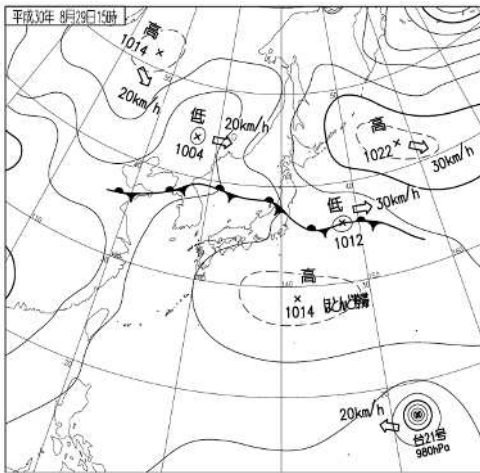 平成30年 8月29日15時
高
1014
20km/h
低
20km/h
1004
高
1022
30km/h
低
30km/h
1012
高
1014 ほとんど停滞
20km/h
台21号
980hPa